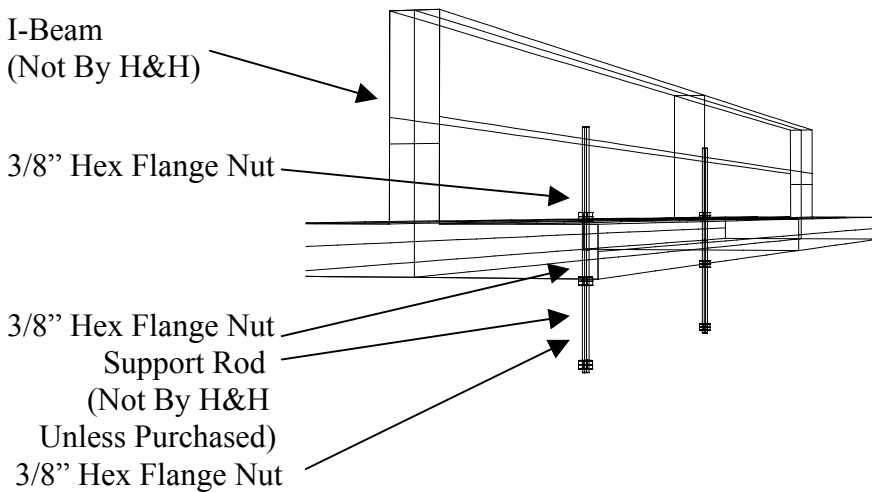 I-Beam
(Not By H&H)
3/8” Hex Flange Nut
3/8” Hex Flange Nut
Support Rod
(Not By H&H
Unless Purchased)
3/8” Hex Flange Nut